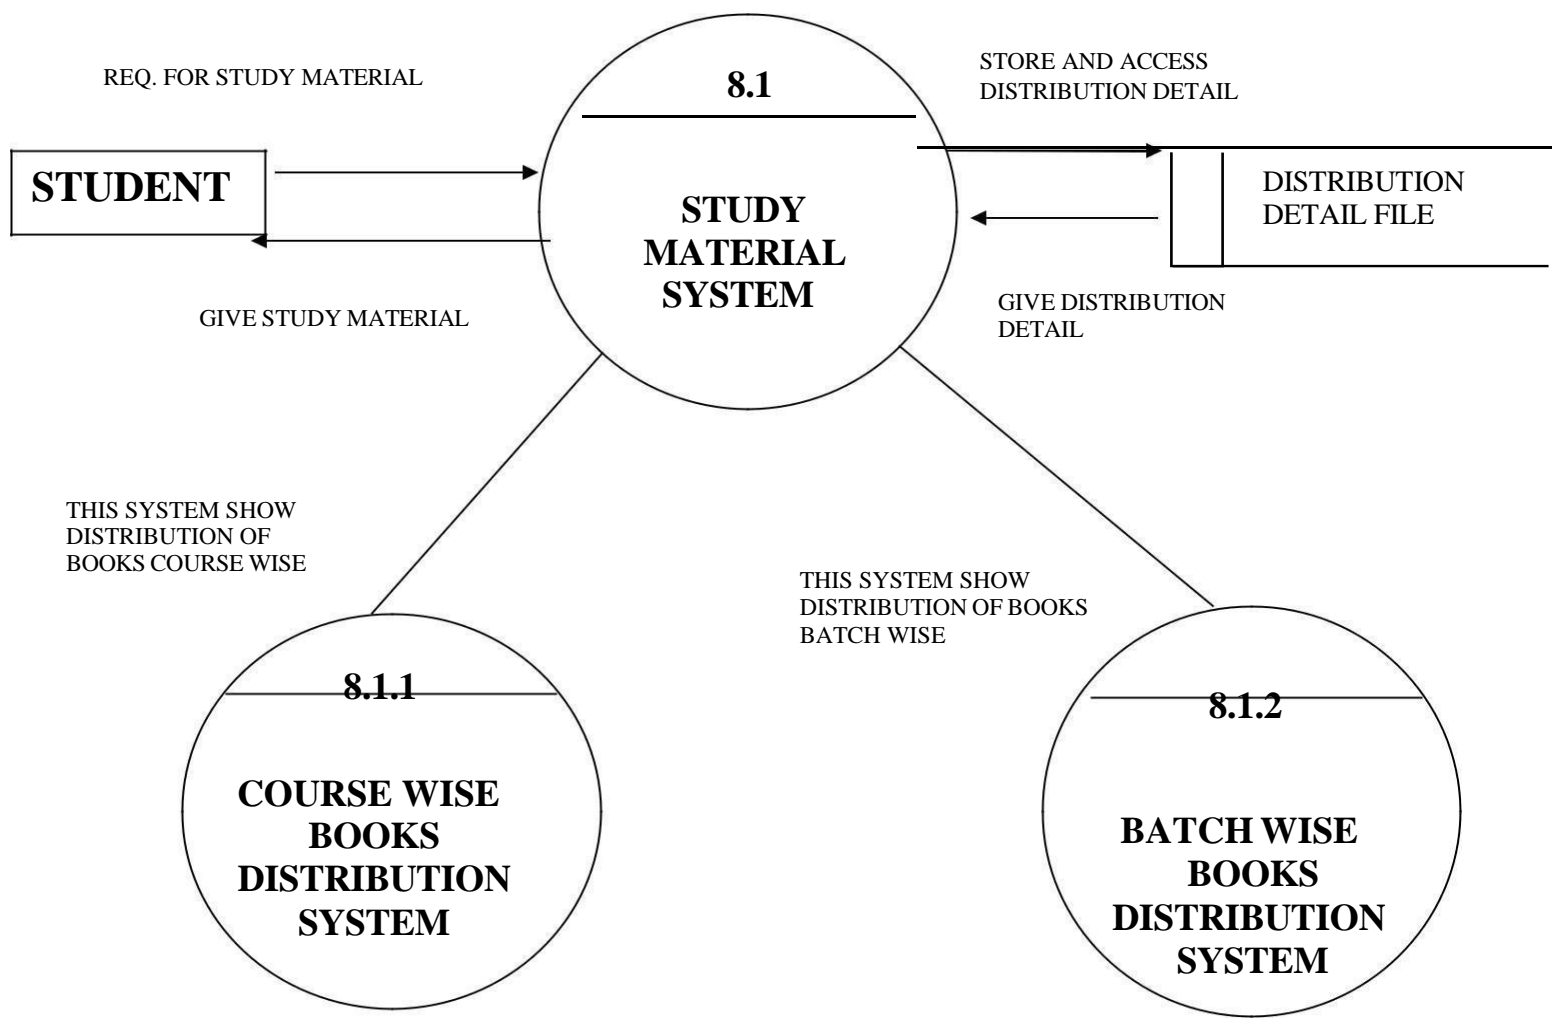 REQ. FOR STUDY MATERIAL
8.1
STORE AND ACCESS
DISTRIBUTION DETAIL
STUDENT
STUDY
MATERIAL
SYSTEM
DISTRIBUTION
DETAIL FILE
GIVE STUDY MATERIAL
GIVE DISTRIBUTION
DETAIL
THIS SYSTEM SHOW
DISTRIBUTION OF
BOOKS COURSE WISE
THIS SYSTEM SHOW
DISTRIBUTION OF BOOKS
BATCH WISE
8.1.1
COURSE WISE
BOOKS
DISTRIBUTION
SYSTEM
8.1.2
BATCH WISE
BOOKS
DISTRIBUTION
SYSTEM